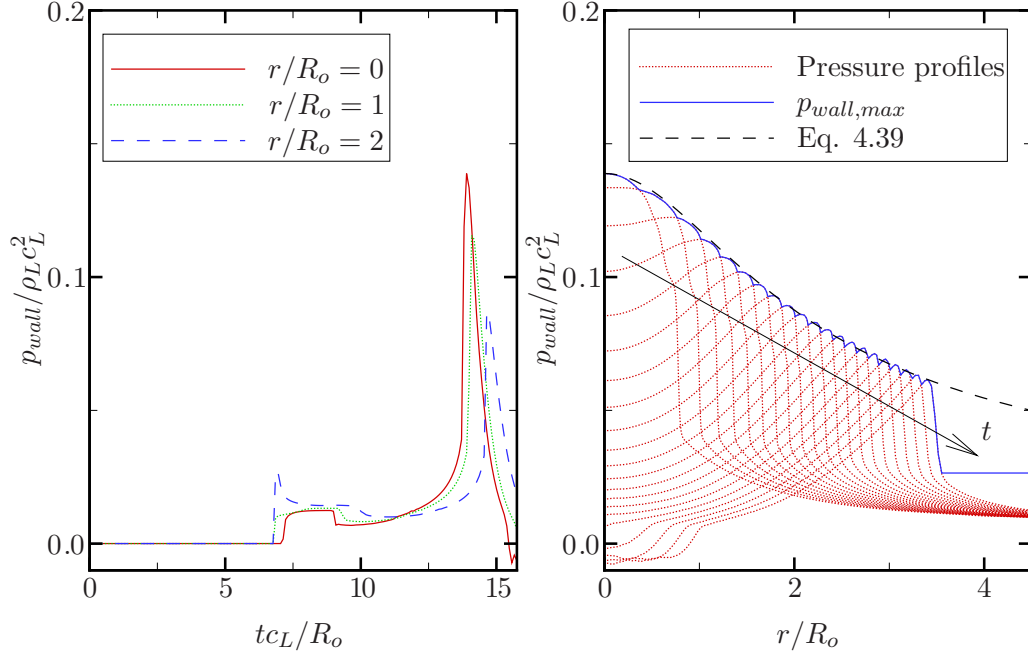 0.2
0.1
0.0
p_wall/ρ_L c_L^2
0 5 10 15
tc_L/R_o
r/R_o = 0
r/R_o = 1
r/R_o = 2
0.2
0.1
0.0
p_wall/ρ_L c_L^2
0 2 4
r/R_o
Pressure profiles
p_wall,max
Eq. 4.39
t